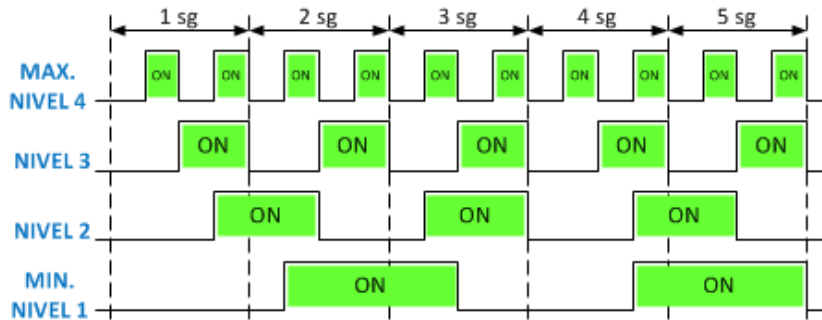 1 sg 2 sg 3 sg 4 sg 5 sg
MAX.
NIVEL 4
ON ON ON ON ON ON ON ON ON ON
NIVEL 3
ON ON ON ON ON
NIVEL 2
ON ON ON
MIN.
NIVEL 1
ON ON